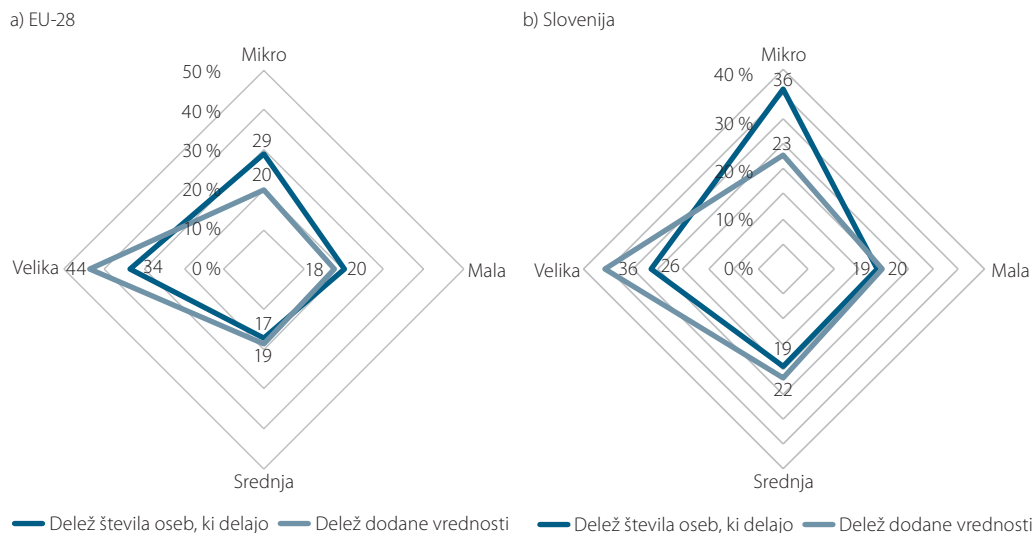 a) EU-28
Mikro
50 %
40 %
30 %
29
20 %
20
10 %
Velika
44
34
0 %
18
20
Mala
17
19
Srednja
Delež števila oseb, ki delajo
Delež dodane vrednosti
b) Slovenija
Mikro
40 %
36
30 %
23
20 %
10 %
Velika
36
26
0 %
19
20
Mala
19
22
Srednja
Delež števila oseb, ki delajo
Delež dodane vrednosti